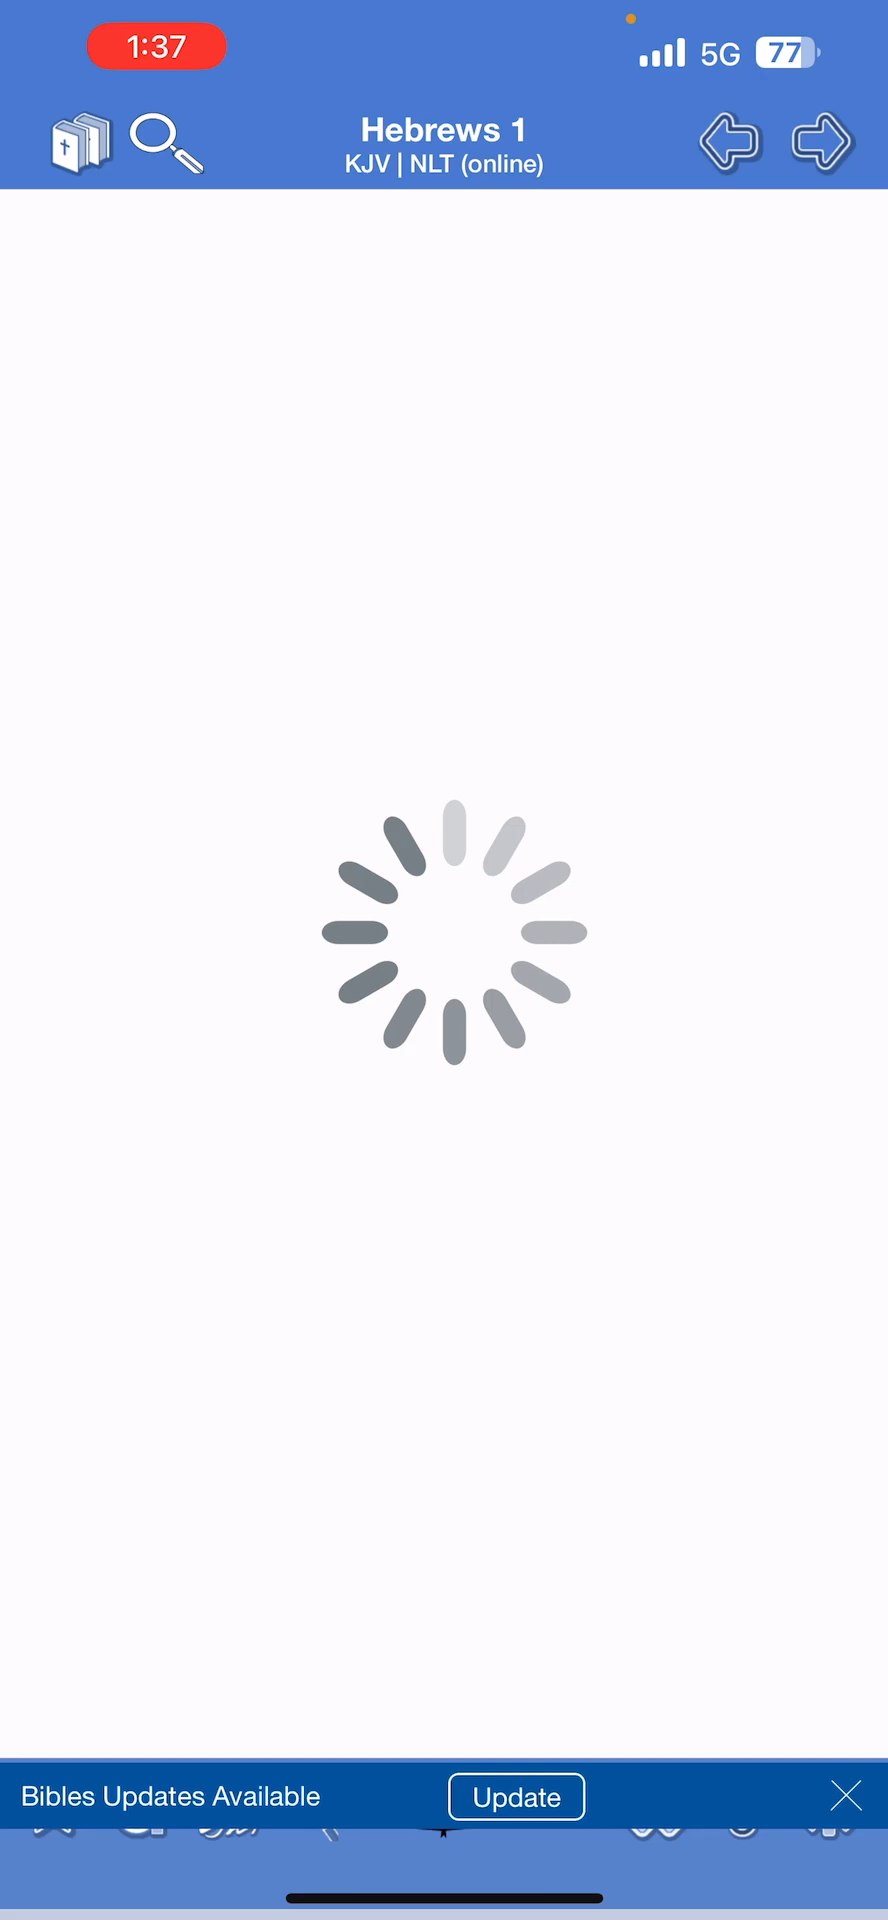 1:37
5G 77
Hebrews 1
KJV | NLT (online)
Bibles Updates Available
Update